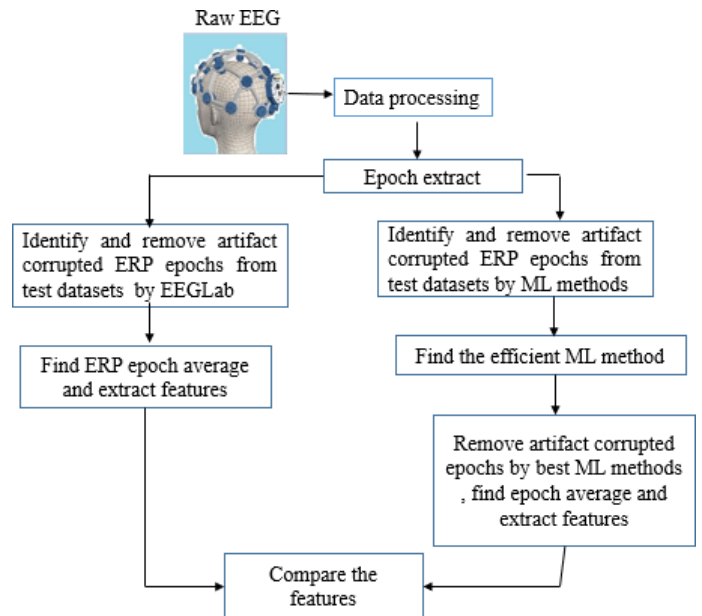 Raw EEG
Data processing
Epoch extract
Identify and remove artifact
corrupted ERP epochs from
test datasets by EEGLab
Identify and remove artifact
corrupted ERP epochs from
test datasets by ML methods
Find ERP epoch average
and extract features
Find the efficient ML method
Remove artifact corrupted
epochs by best ML methods
, find epoch average and
extract features
Compare the
features